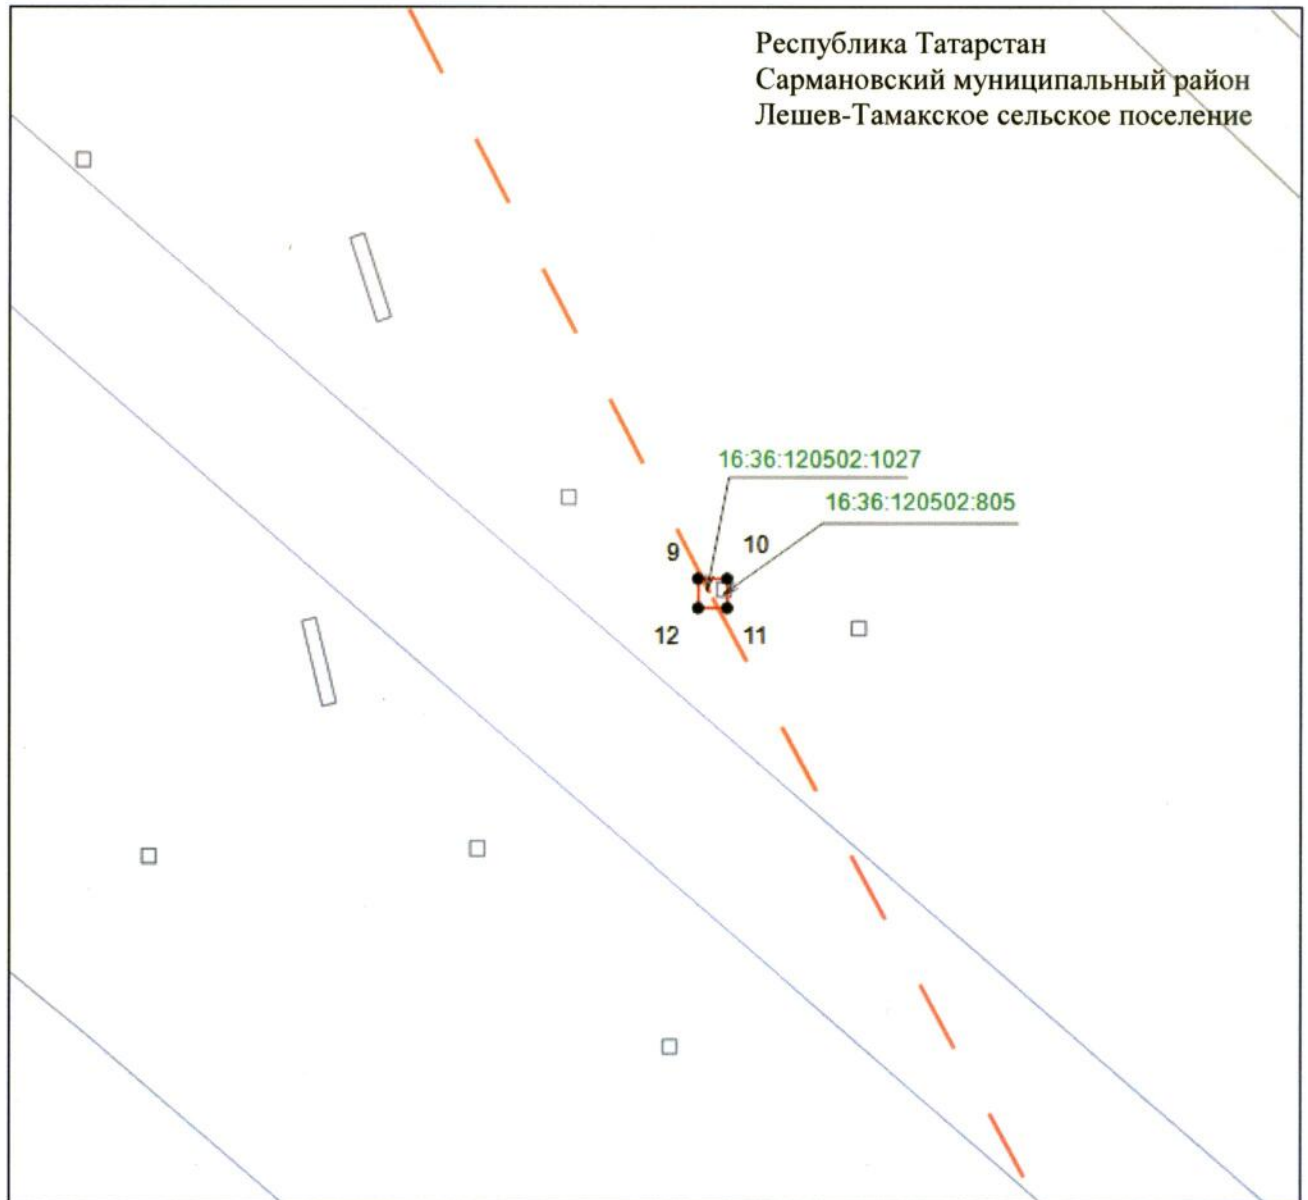 Республика Татарстан
Сармановский муниципальный район
Лешев-Тамакское сельское поселение
16:36:120502:1027
16:36:120502:805
9
10
12
11